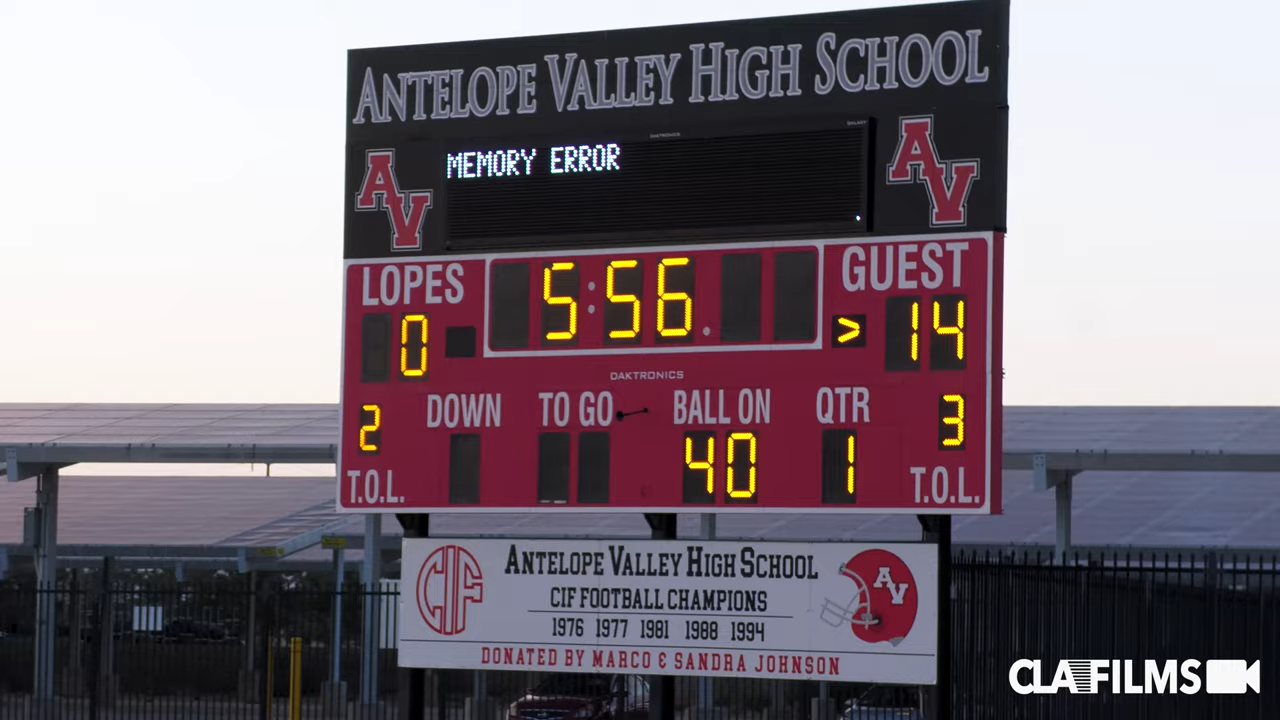 ANTELOPE VALLEY HIGH SCHOOL
DAKTRONICS GALAXY
MEMORY ERROR
AV AV
LOPES 5:56. GUEST
0 > 14
DAKTRONICS
DOWN TO GO BALL ON QTR
2 40 1 3
T.O.L. T.O.L.
CIF
ANTELOPE VALLEY HIGH SCHOOL
AV
CIF FOOTBALL CHAMPIONS
1976 1977 1981 1988 1994
DONATED BY MARCO & SANDRA JOHNSON
CLAFILMS